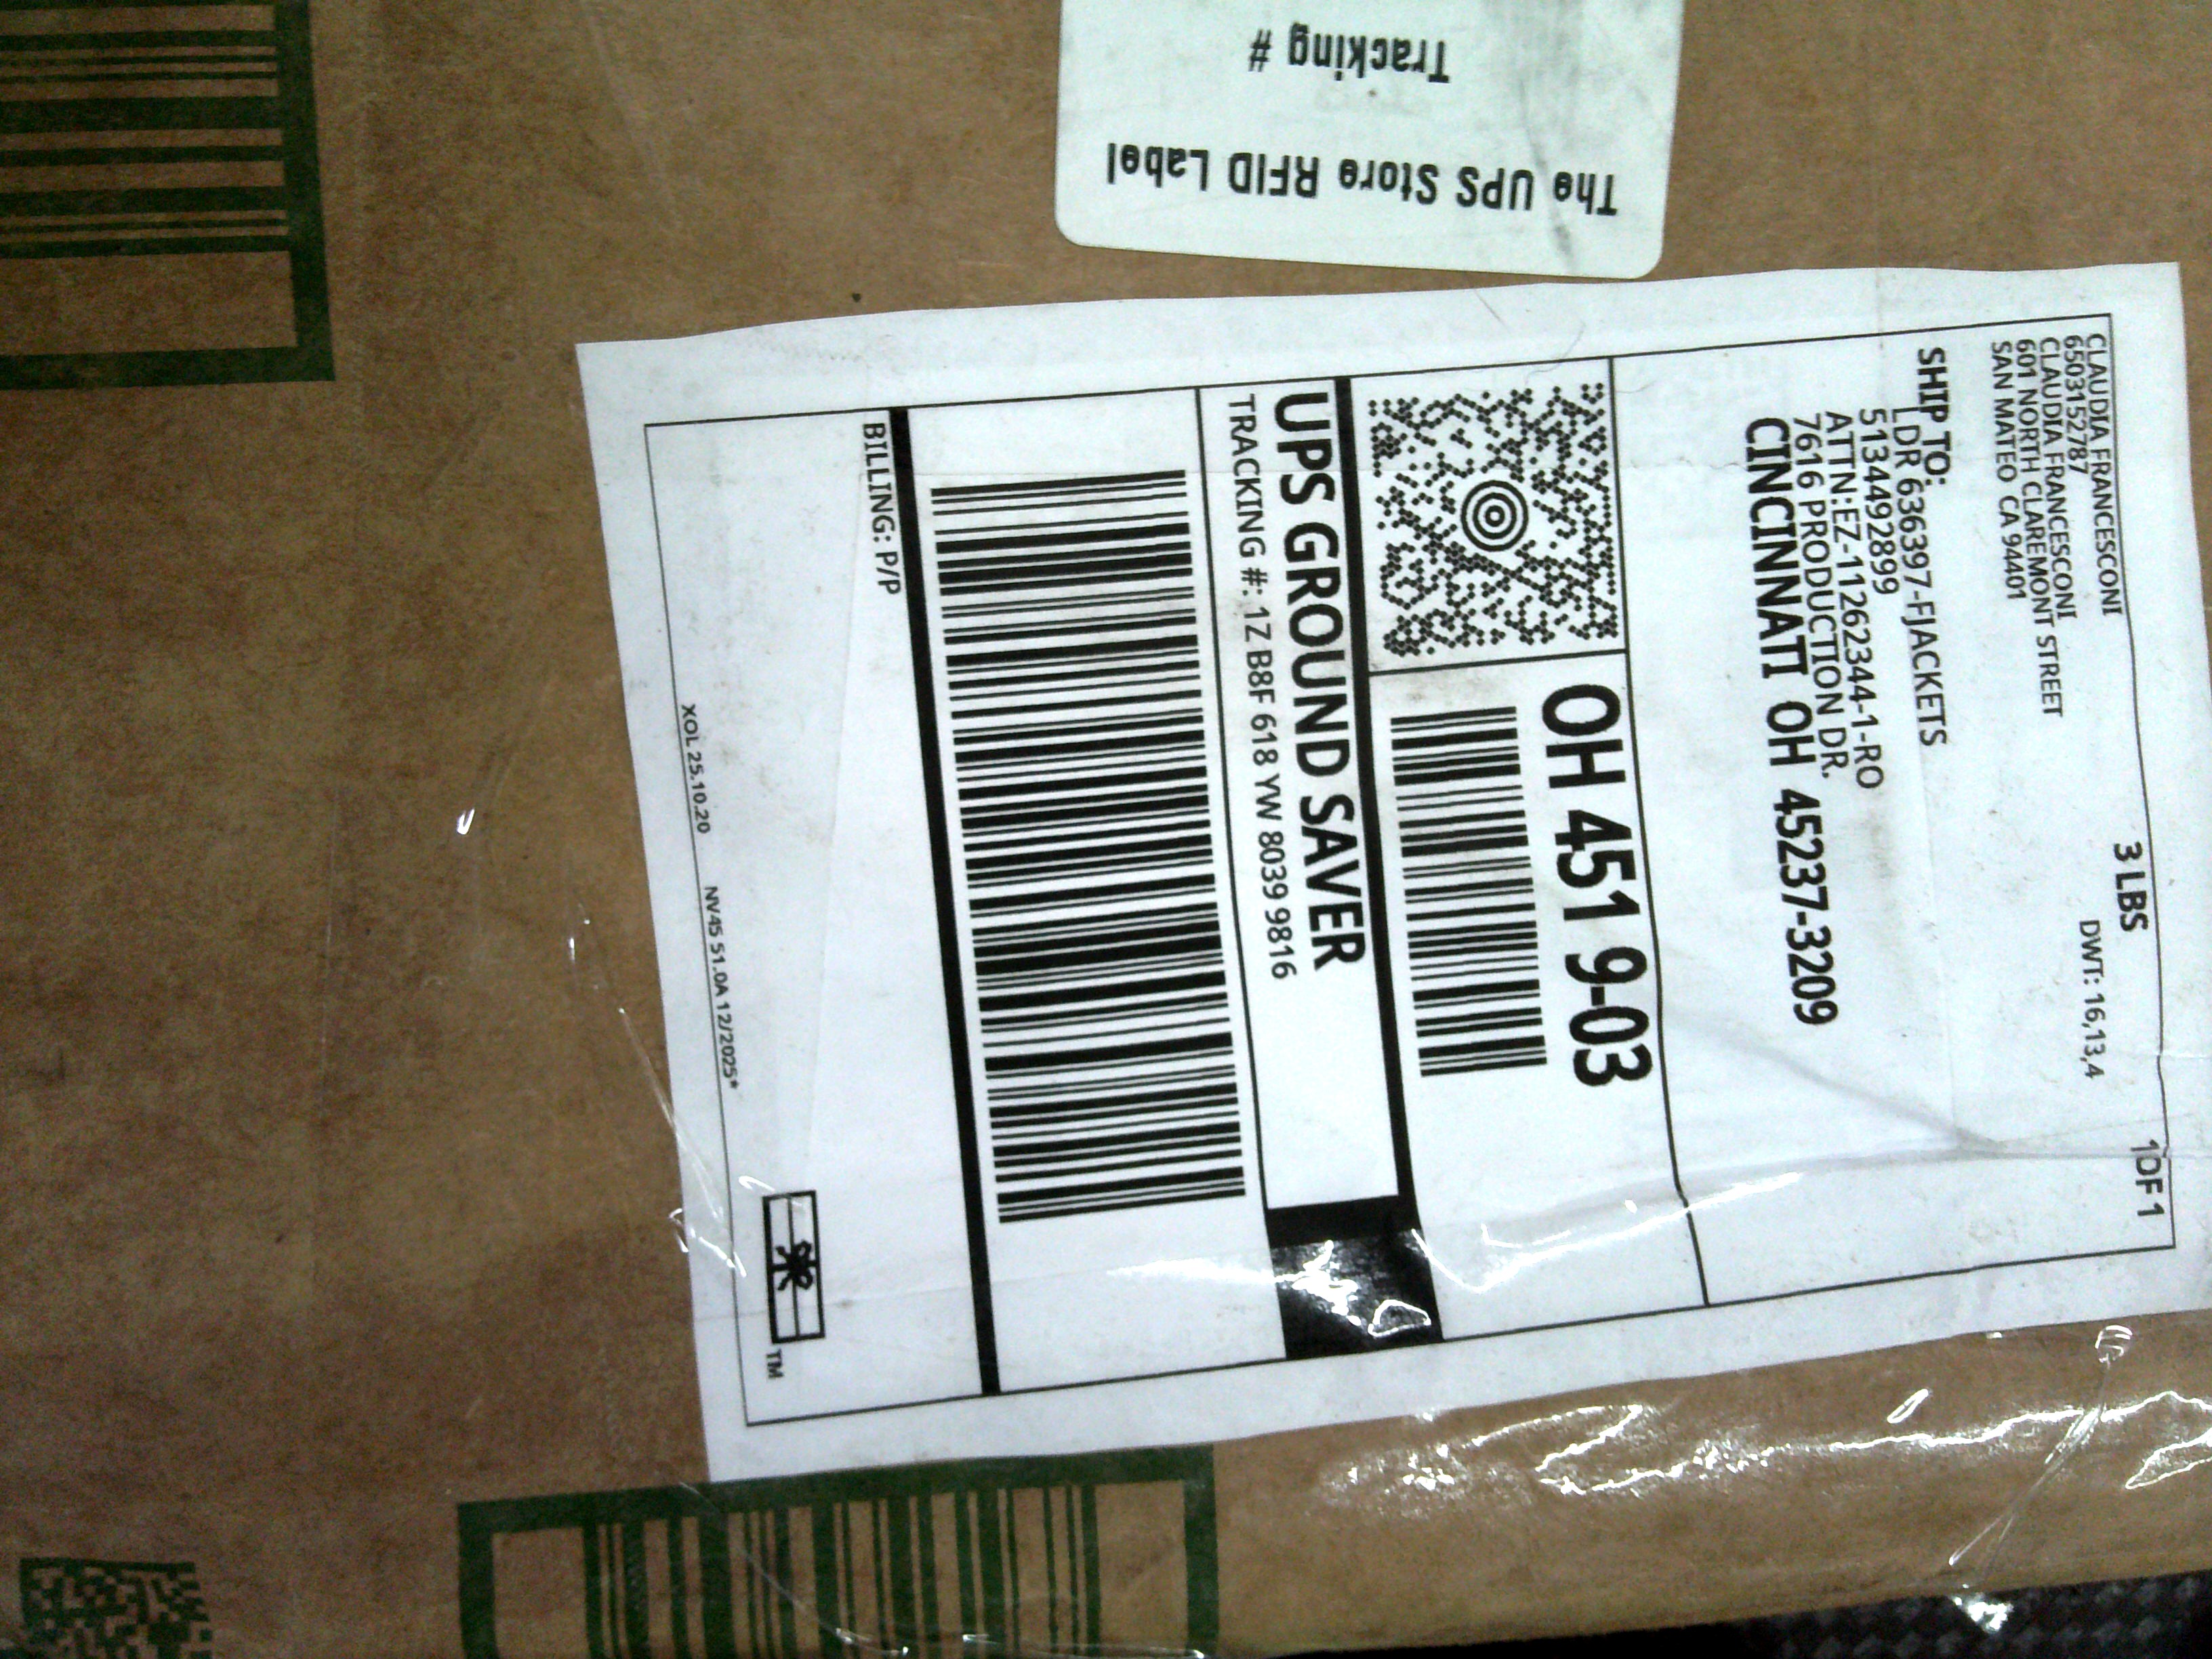 The UPS Store RFID Label
Tracking #
CLAUDIA FRANCESCONI
6503152787
CLAUDIA FRANCESCONI
601 NORTH CLAREMONT STREET
SAN MATEO CA 94401
3 LBS
1 OF 1
DWT: 16,13,4
SHIP TO:
LDR 636397-FJACKETS
5134492899
ATTN:EZ-11262344-1-RO
7616 PRODUCTION DR.
CINCINNATI OH 45237-3209
OH 451 9-03
UPS GROUND SAVER
TRACKING #: 1Z B8F 618 YW 8039 9816
BILLING: P/P
XOL 25.10.20 NV45 51.0A 12/2025*
TM